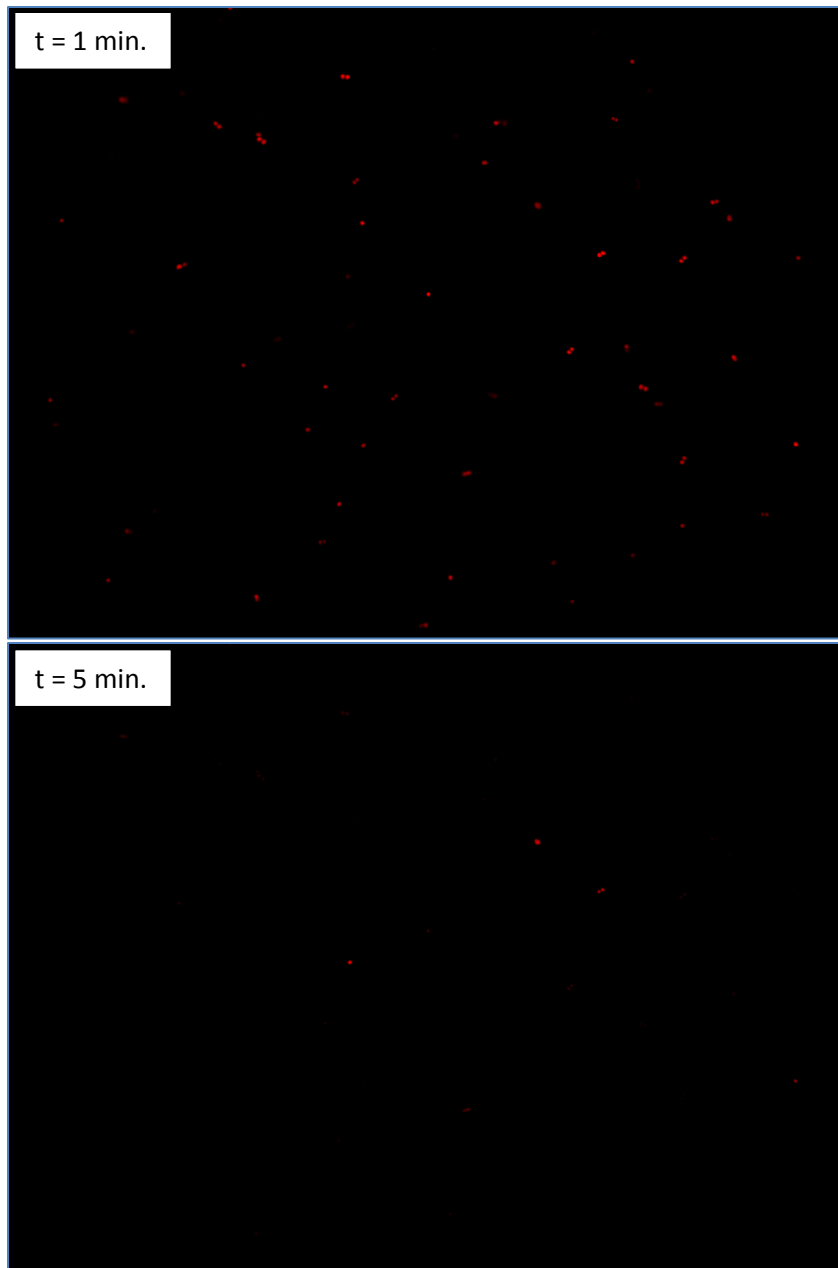 t = 1 min.
t = 5 min.